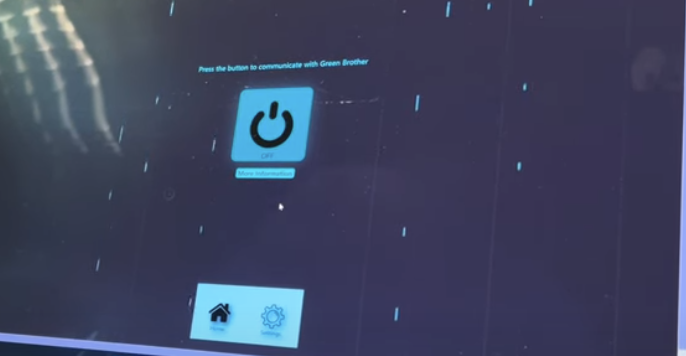 Press the button to communicate with Green Brother
OFF
More information
Home
Settings